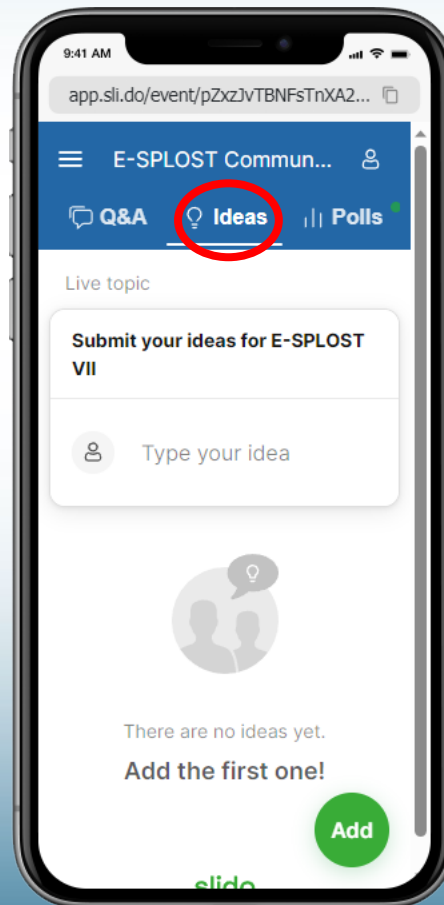 9:41 AM
app.sli.do/event/pZxzJvTBNFsTnXA2...
E-SPLOST Commun...
Q&A Ideas Polls
Live topic
Submit your ideas for E-SPLOST
VII
Type your idea
There are no ideas yet.
Add the first one!
Add
slido